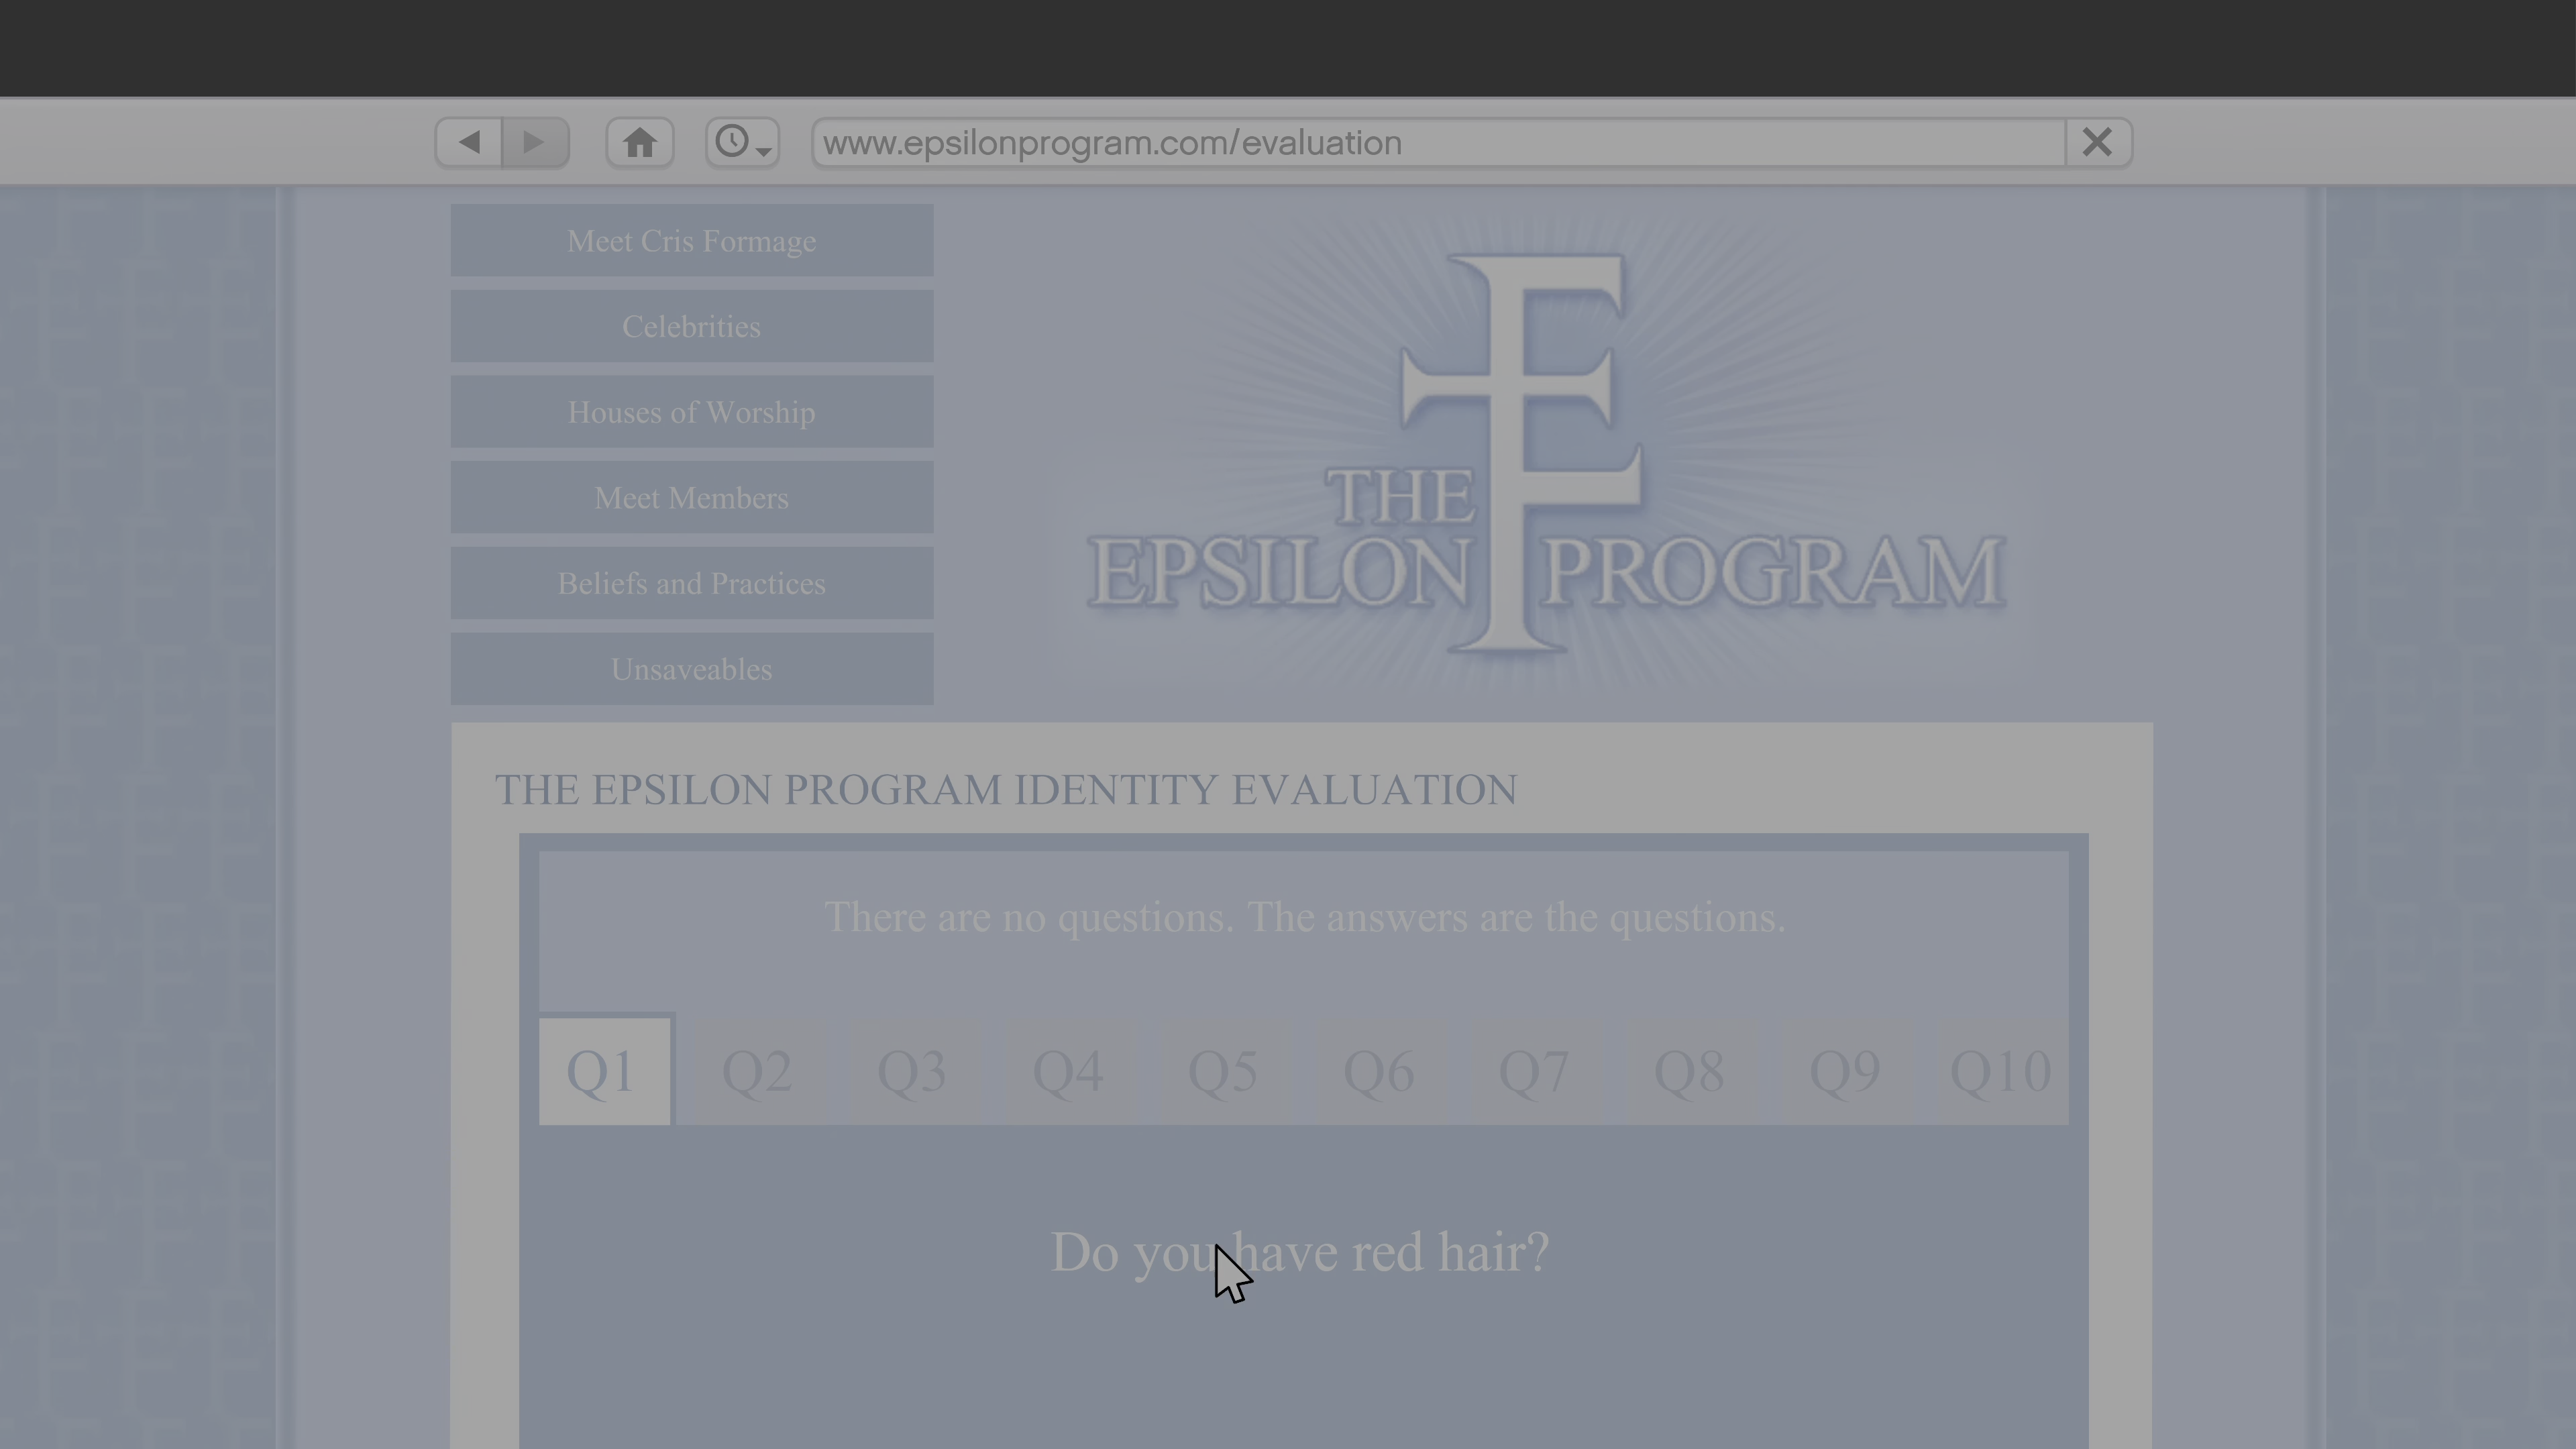 www.epsilonprogram.com/evaluation
Meet Cris Formage
Celebrities
Houses of Worship
Meet Members
Beliefs and Practices
Unsaveables
THE
EPSILON PROGRAM
THE EPSILON PROGRAM IDENTITY EVALUATION
There are no questions. The answers are the questions.
Q1 Q2 Q3 Q4 Q5 Q6 Q7 Q8 Q9 Q10
Do you have red hair?